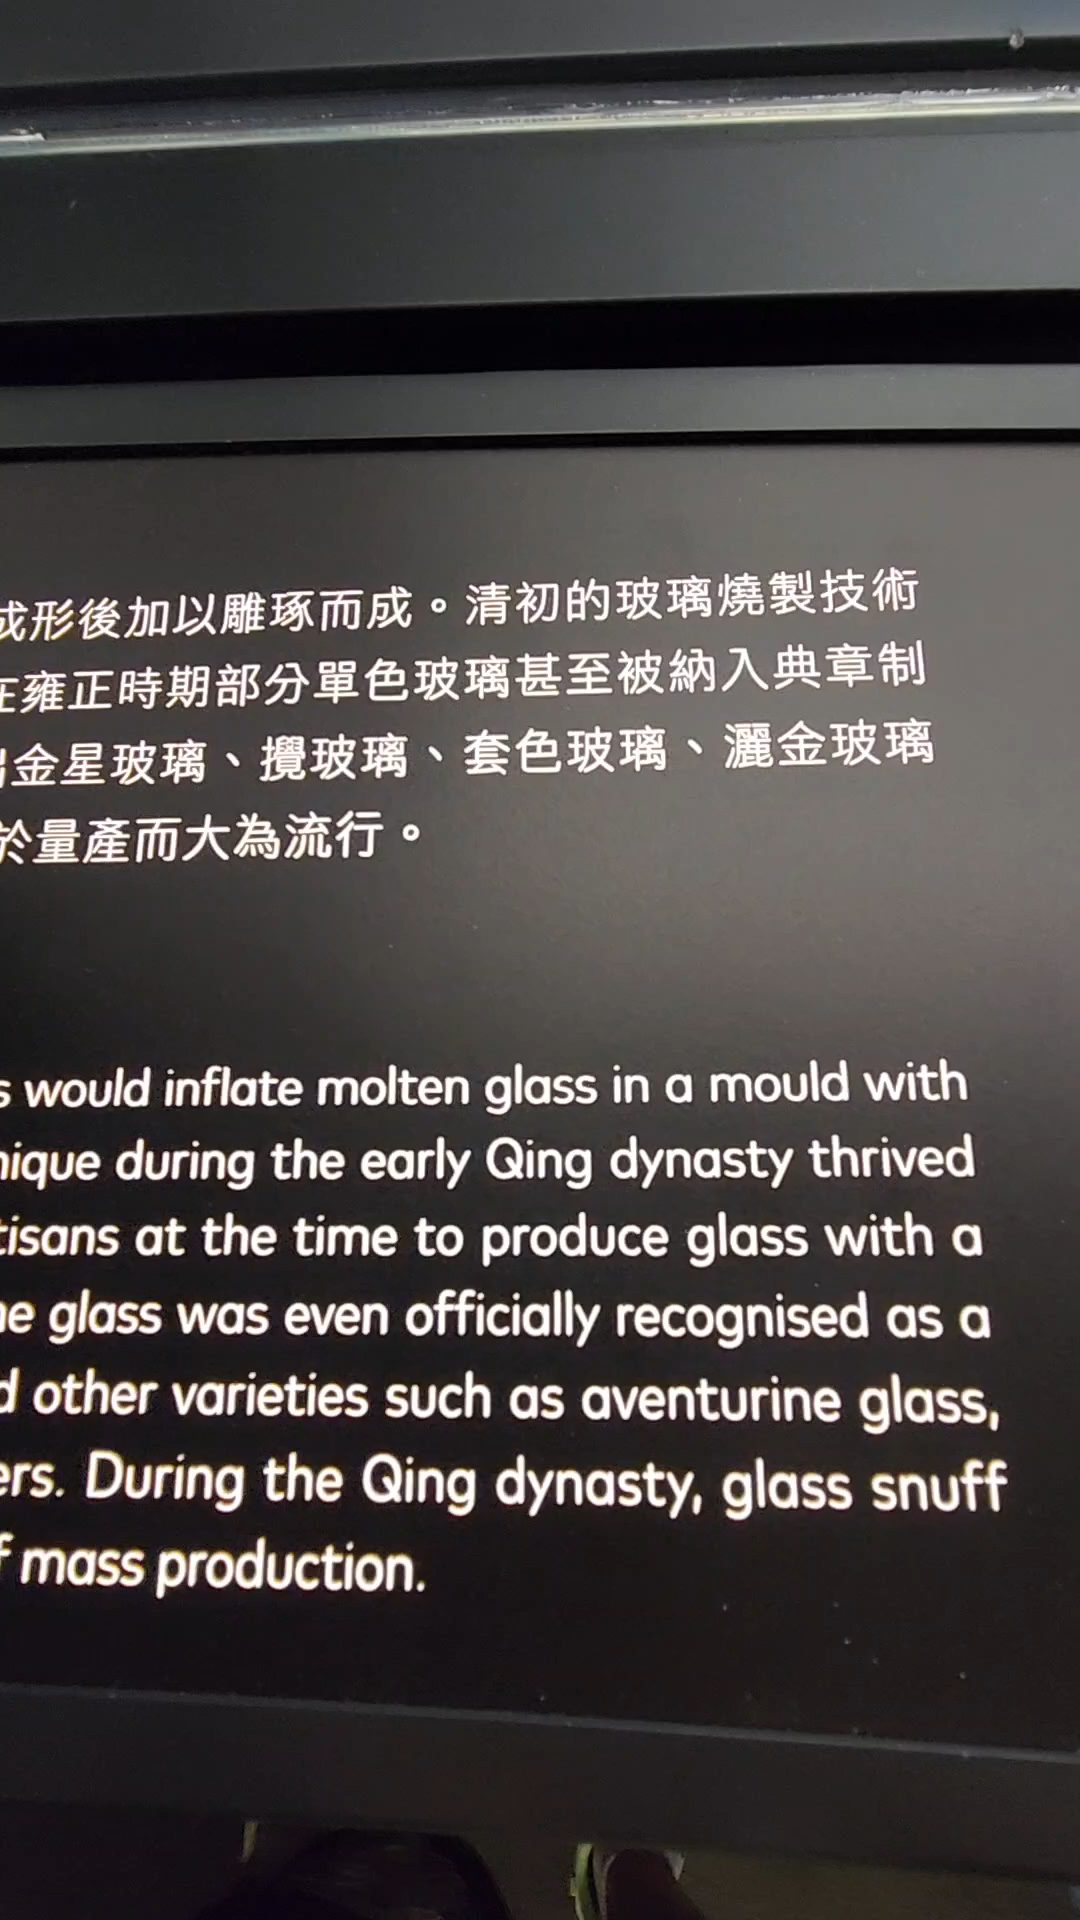 成形後加以雕琢而成。清初的玻璃燒製技術
在雍正時期部分單色玻璃甚至被納入典章制
出金星玻璃、攪玻璃、套色玻璃、灑金玻璃
於量產而大為流行。
s would inflate molten glass in a mould with
nique during the early Qing dynasty thrived
tisans at the time to produce glass with a
ne glass was even officially recognised as a
d other varieties such as aventurine glass,
ers. During the Qing dynasty, glass snuff
f mass production.